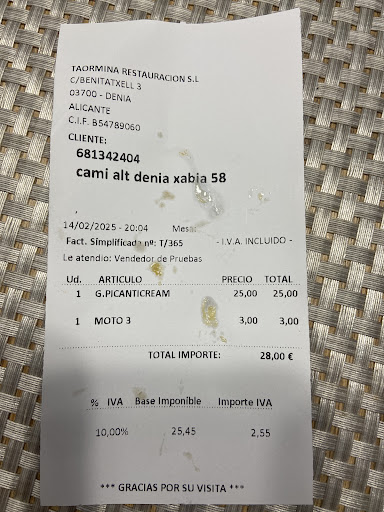 TAORMINA RESTAURACION S.L
C/BENITATXELL 3
03700 - DENIA
ALICANTE
C.I.F. B54789060
CLIENTE:
681342404
cami alt denia xabia 58
14/02/2025 - 20:04 Mesa:
Fact. Simplificada nº: T/365 - I.V.A. INCLUIDO -
Le atendio: Vendedor de Pruebas
Ud. ARTICULO PRECIO TOTAL
1 G.PICANTICREAM 25,00 25,00
1 MOTO 3 3,00 3,00
TOTAL IMPORTE: 28,00 €
% IVA Base Imponible Importe IVA
10,00% 25,45 2,55
*** GRACIAS POR SU VISITA ***